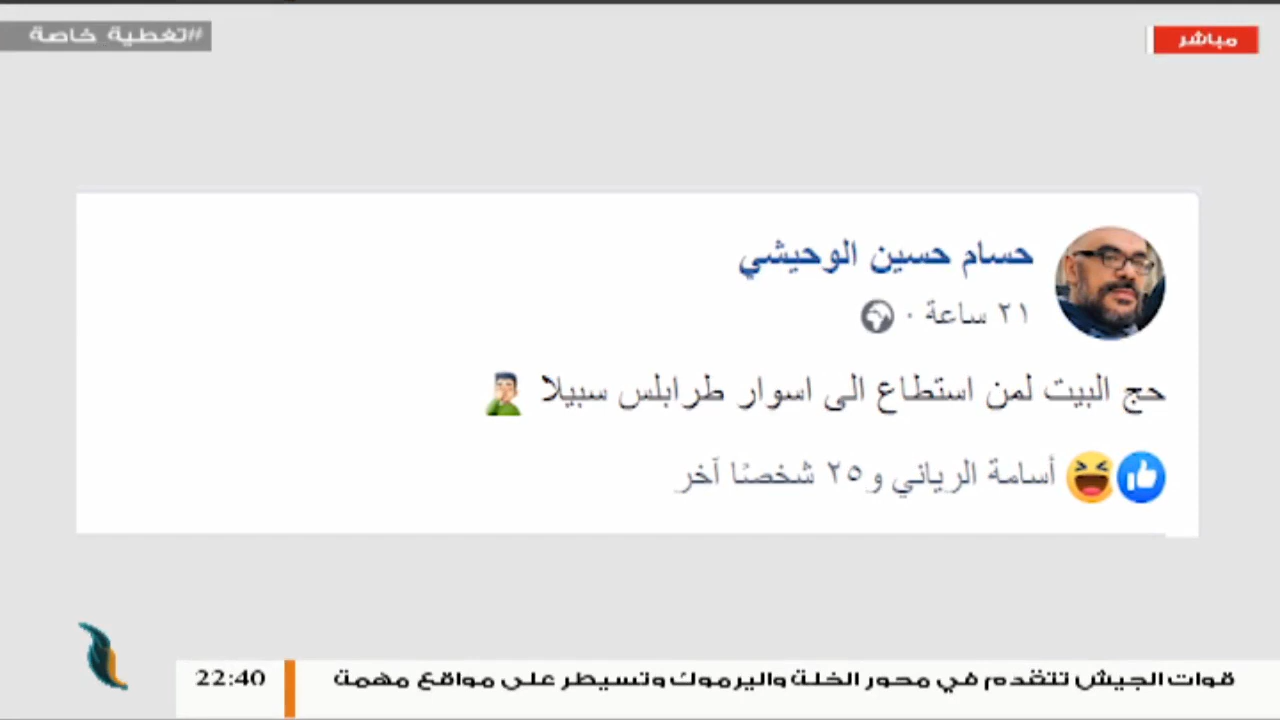 #تغطية خاصة
مباشر
حسام حسين الوحيشي
٢١ ساعة ·
حج البيت لمن استطاع الى اسوار طرابلس سبيلا 🤦‍♂️
أسامة الرياني و٢٥ شخصًا آخر
قوات الجيش تتقدم في محور الخلة واليرموك وتسيطر على مواقع مهمة
22:40